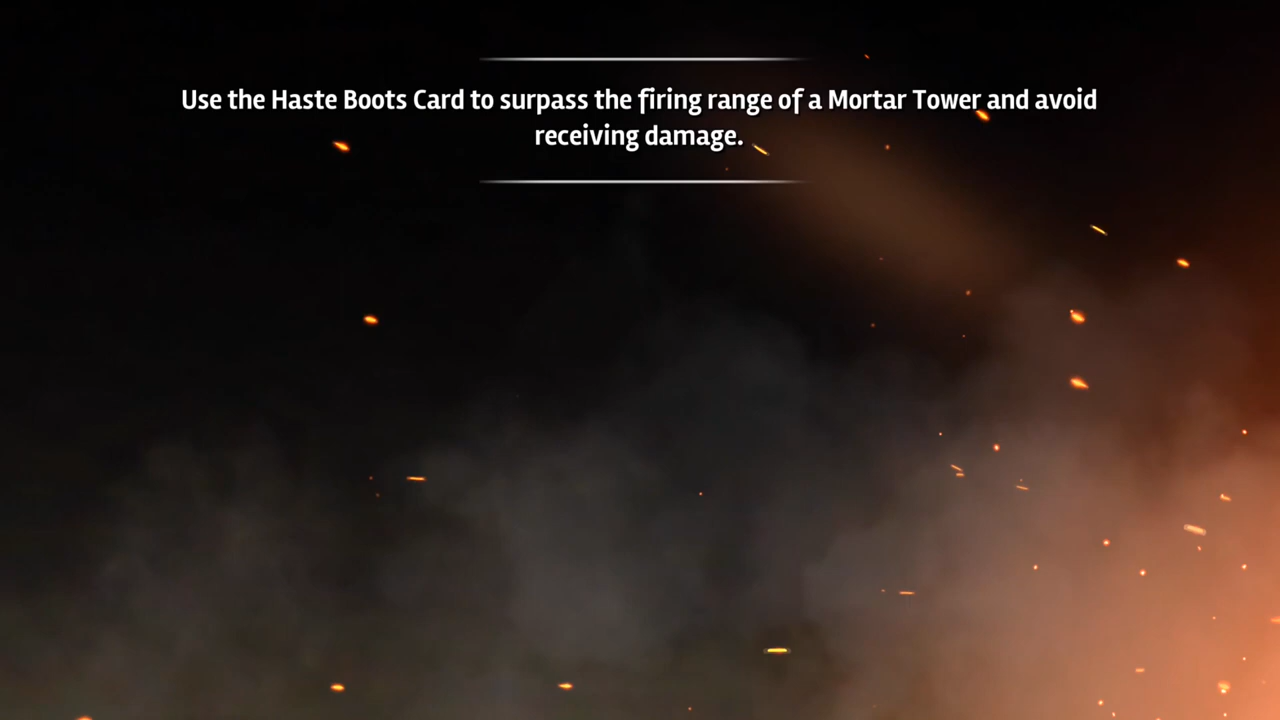 Use the Haste Boots Card to surpass the firing range of a Mortar Tower and avoid
receiving damage.